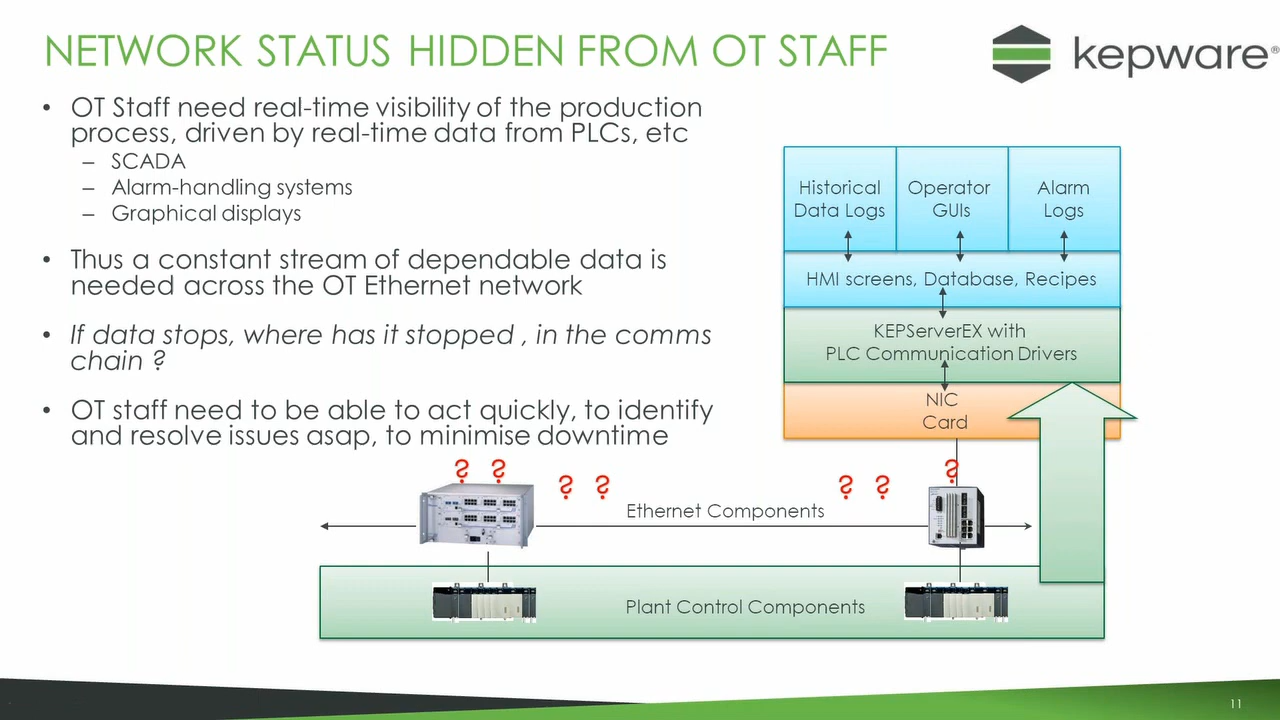 NETWORK STATUS HIDDEN FROM OT STAFF
kepware®
• OT Staff need real-time visibility of the production
process, driven by real-time data from PLCs, etc
– SCADA
– Alarm-handling systems
– Graphical displays
• Thus a constant stream of dependable data is
needed across the OT Ethernet network
• If data stops, where has it stopped , in the comms
chain ?
• OT staff need to be able to act quickly, to identify
and resolve issues asap, to minimise downtime
Historical
Data Logs
Operator
GUIs
Alarm
Logs
HMI screens, Database, Recipes
KEPServerEX with
PLC Communication Drivers
NIC
Card
? ? ? ? ? ? ?
Ethernet Components
Plant Control Components
11